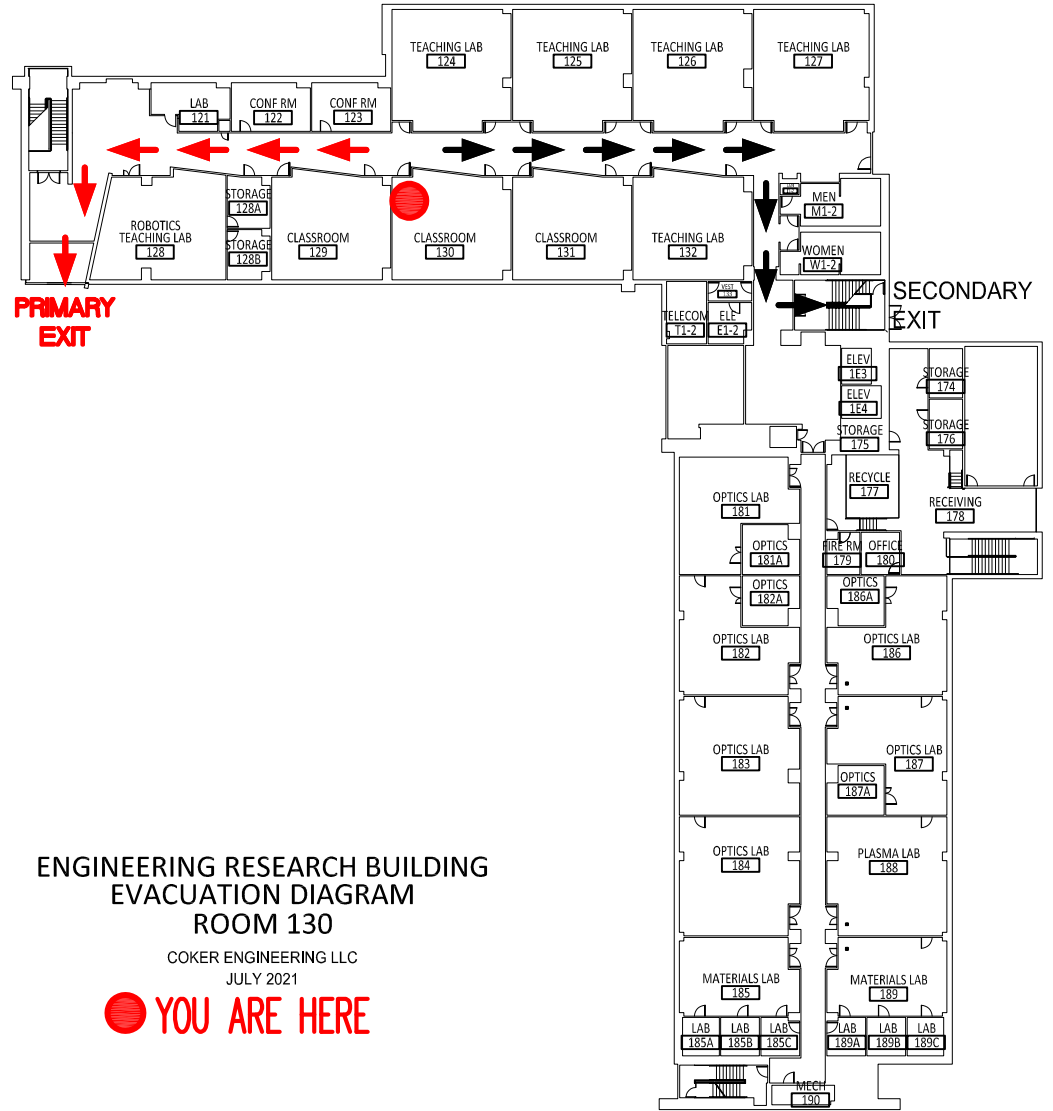 TEACHING LAB
124
TEACHING LAB
125
TEACHING LAB
126
TEACHING LAB
127
LAB
121
CONF RM
122
CONF RM
123
STORAGE
128A
MEN
M1-2
ROBOTICS
TEACHING LAB
128
STORAGE
128B
CLASSROOM
129
CLASSROOM
130
CLASSROOM
131
TEACHING LAB
132
WOMEN
W1-2
PRIMARY
EXIT
VEST
TELECOM
T1-2
ELE
E1-2
SECONDARY
EXIT
ELEV
1E3
STORAGE
174
ELEV
1E4
STORAGE
175
STORAGE
176
RECYCLE
177
OPTICS LAB
181
RECEIVING
178
OPTICS
181A
FIRE RM
179
OFFICE
180
OPTICS
182A
OPTICS
186A
OPTICS LAB
182
OPTICS LAB
186
OPTICS LAB
183
OPTICS LAB
187
OPTICS
187A
OPTICS LAB
184
PLASMA LAB
188
ENGINEERING RESEARCH BUILDING
EVACUATION DIAGRAM
ROOM 130
COKER ENGINEERING LLC
JULY 2021
YOU ARE HERE
MATERIALS LAB
185
MATERIALS LAB
189
LAB
185A
LAB
185B
LAB
185C
LAB
189A
LAB
189B
LAB
189C
MECH
190